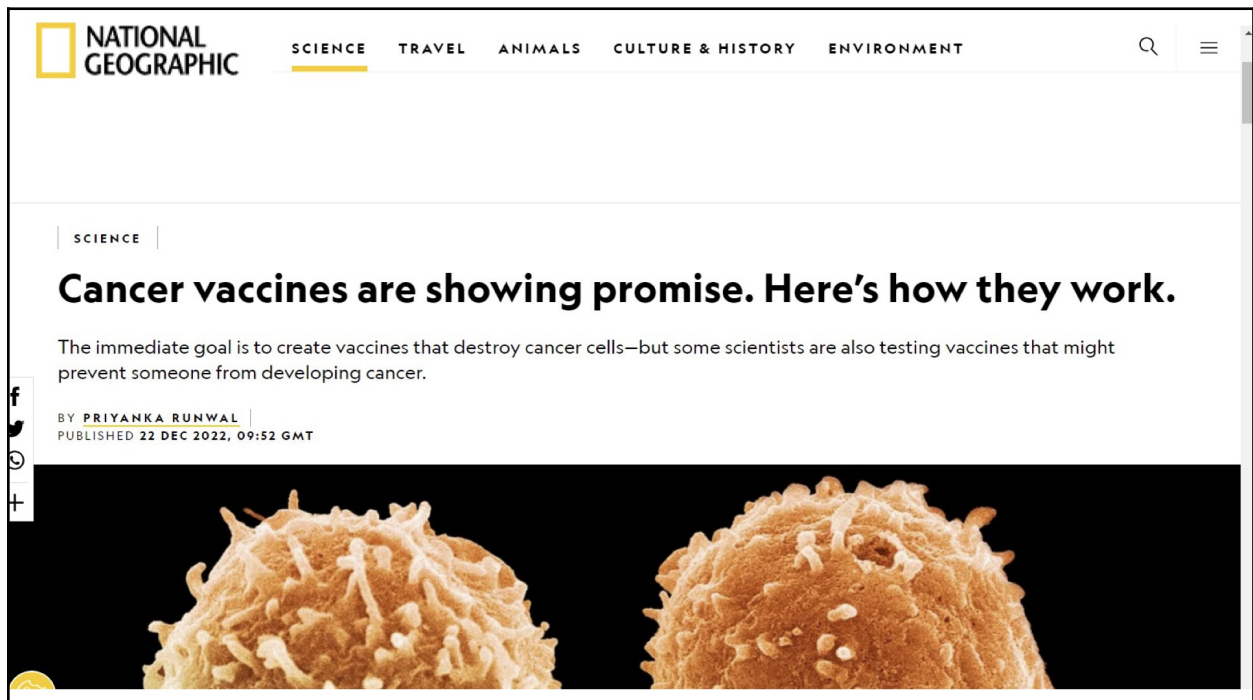 NATIONAL
GEOGRAPHIC
SCIENCE TRAVEL ANIMALS CULTURE & HISTORY ENVIRONMENT
SCIENCE
Cancer vaccines are showing promise. Here’s how they work.
The immediate goal is to create vaccines that destroy cancer cells—but some scientists are also testing vaccines that might
prevent someone from developing cancer.
BY PRIYANKA RUNWAL
PUBLISHED 22 DEC 2022, 09:52 GMT